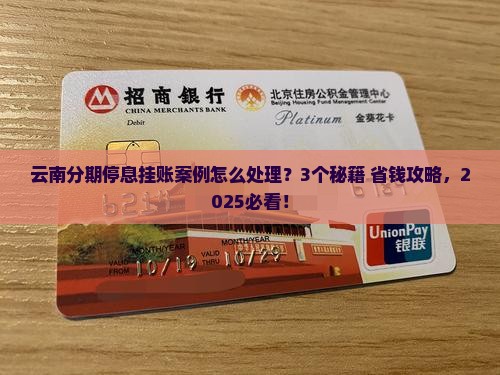 招商银行
CHINA MERCHANTS BANK
Debit
北京住房公积金管理中心
Beijing Housing Fund Management Center
Platinum 金葵花卡
云南分期停息挂账案例怎么处理？3个秘籍 省钱攻略，2
025必看！
MONTH/YEAR MONTH/YEAR
VALID FROM 10/19 VALID THRU 10/29
UnionPay
银联